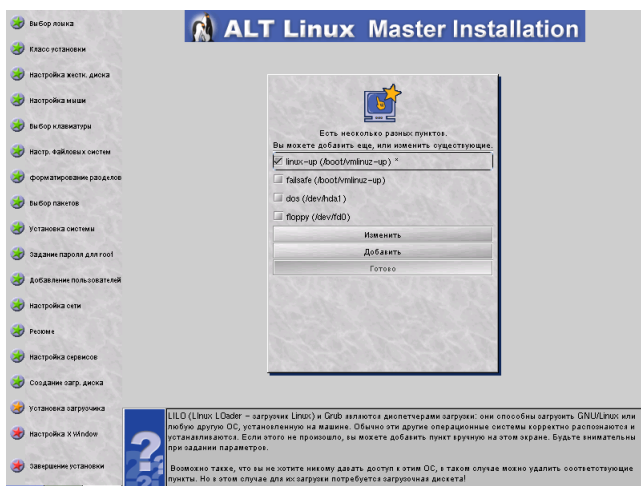 ALT Linux Master Installation
Выбор языка
Класс установки
Настройка жестк. диска
Настройка мыши
Выбор клавиатуры
Настр. файловых систем
форматирование разделов
Выбор пакетов
Установка системы
Задание пароля для root
Добавление пользователей
Настройка сети
Резюме
Настройка сервисов
Создание загр. диска
Установка загрузчика
Настройка X Window
Завершение установки
Есть несколько разных пунктов.
Вы можете добавить еще, или изменить существующие.
linux-up (/boot/vmlinuz-up) *
failsafe (/boot/vmlinuz-up)
dos (/dev/hda1)
floppy (/dev/fd0)
Изменить
Добавить
Готово
LILO (LInux LOader - загрузчик Linux) и Grub являются диспетчерами загрузки: они способны загрузить GNU/Linux или
любую другую ОС, установленную на машине. Обычно эти другие операционные системы корректно распознаются и
устанавливаются. Если этого не произошло, вы можете добавить пункт вручную на этом экране. Будьте внимательны
при задании параметров.
Возможно также, что вы не хотите никому давать доступ к этим ОС, в таком случае можно удалить соответствующие
пункты. Но в этом случае для их загрузки потребуется загрузочная дискета!